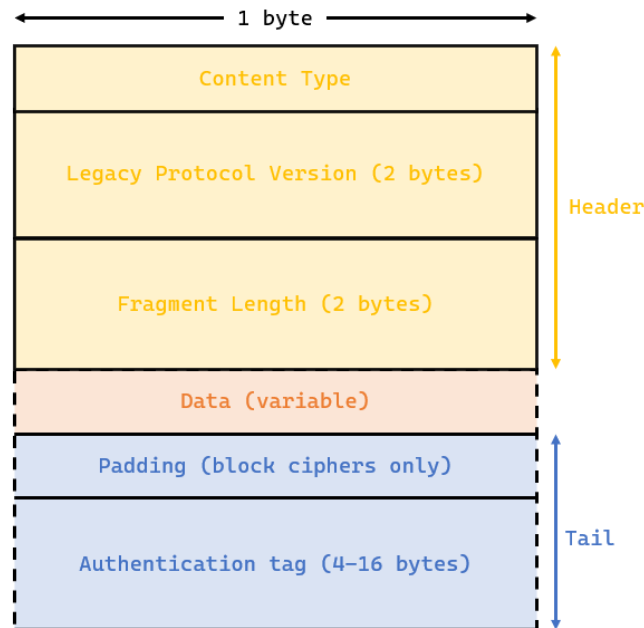 1 byte
Content Type
Legacy Protocol Version (2 bytes)
Header
Fragment Length (2 bytes)
Data (variable)
Padding (block ciphers only)
Tail
Authentication tag (4–16 bytes)